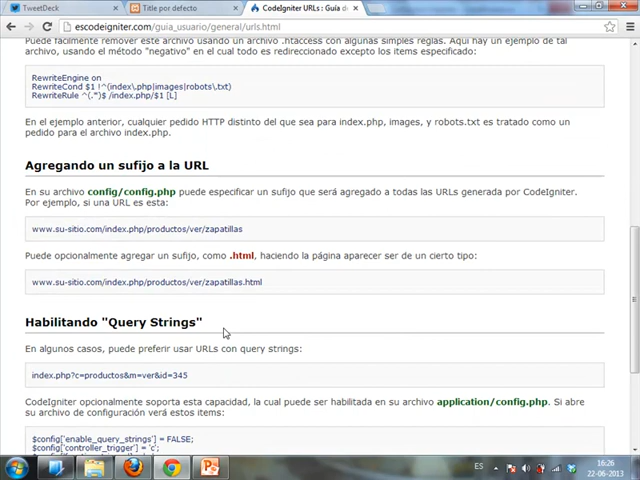 TweetDeck
Título por defecto
CodeIgniter URLs : Guía d
escodeigniter.com/guia_usuario/general/urls.html
Puede fácilmente remover este archivo usando un archivo .htaccess con algunas simples reglas. Aquí hay un ejemplo de tal
archivo, usando el método "negativo" en el cual todo es redireccionado excepto los items especificado:
RewriteEngine on
RewriteCond $1 !^(index\.php|images|robots\.txt)
RewriteRule ^(.*)$ /index.php/$1 [L]
En el ejemplo anterior, cualquier pedido HTTP distinto del que sea para index.php, images, y robots.txt es tratado como un
pedido para el archivo index.php.
Agregando un sufijo a la URL
En su archivo config/config.php puede especificar un sufijo que será agregado a todas las URLs generada por CodeIgniter.
Por ejemplo, si una URL es esta:
www.su-sitio.com/index.php/productos/ver/zapatillas
Puede opcionalmente agregar un sufijo, como .html, haciendo la página aparecer ser de un cierto tipo:
www.su-sitio.com/index.php/productos/ver/zapatillas.html
Habilitando "Query Strings"
En algunos casos, puede preferir usar URLs con query strings:
index.php?c=productos&m=ver&id=345
CodeIgniter opcionalmente soporta esta capacidad, la cual puede ser habilitada en su archivo application/config.php. Si abre
su archivo de configuración verá estos items:
$config['enable_query_strings'] = FALSE;
$config['controller_trigger'] = 'c';
ES
16:26
22-06-2013